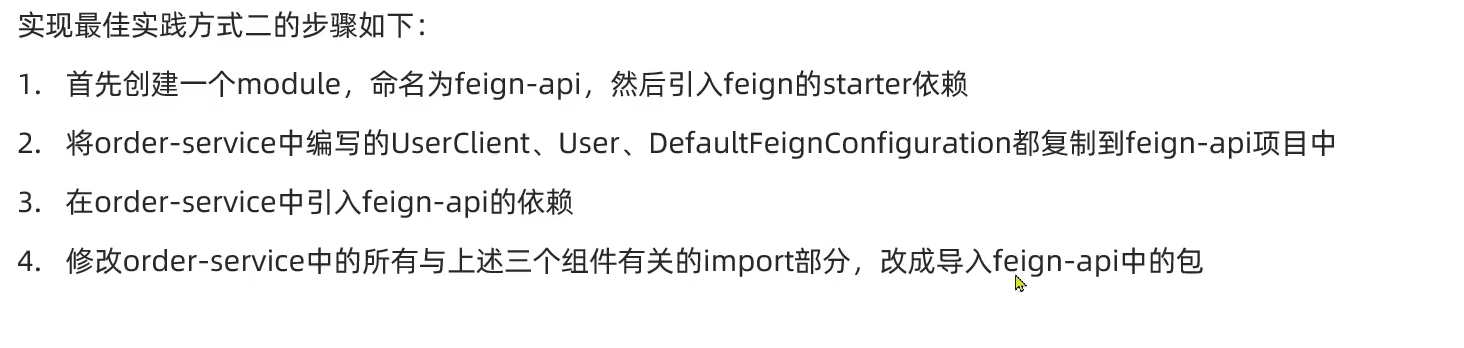 实现最佳实践方式二的步骤如下：
1. 首先创建一个module，命名为feign-api，然后引入feign的starter依赖
2. 将order-service中编写的UserClient、User、DefaultFeignConfiguration都复制到feign-api项目中
3. 在order-service中引入feign-api的依赖
4. 修改order-service中的所有与上述三个组件有关的import部分，改成导入feign-api中的包